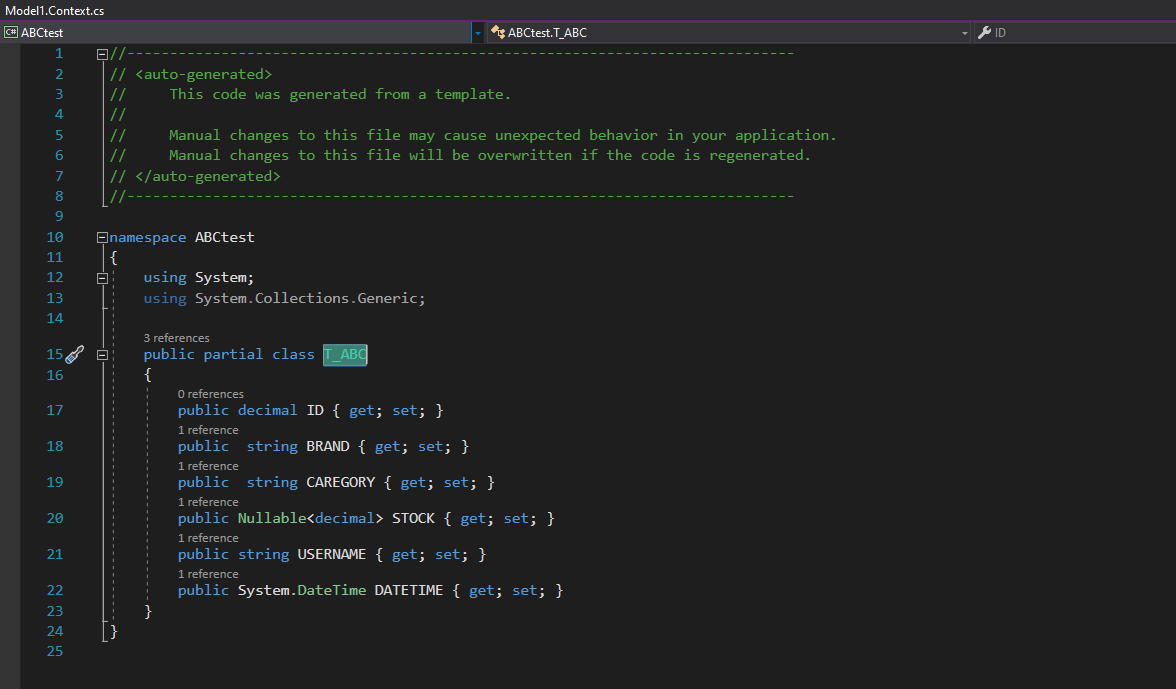 Model1.Context.cs
C# ABCtest ABCtest.T_ABC ID
1 //------------------------------------------------------------------------------
2 // <auto-generated>
3 //     This code was generated from a template.
4 //
5 //     Manual changes to this file may cause unexpected behavior in your application.
6 //     Manual changes to this file will be overwritten if the code is regenerated.
7 // </auto-generated>
8 //------------------------------------------------------------------------------
9
10 namespace ABCtest
11 {
12     using System;
13     using System.Collections.Generic;
14
3 references
15     public partial class T_ABC
16     {
0 references
17         public decimal ID { get; set; }
1 reference
18         public  string BRAND { get; set; }
1 reference
19         public  string CAREGORY { get; set; }
1 reference
20         public Nullable<decimal> STOCK { get; set; }
1 reference
21         public string USERNAME { get; set; }
1 reference
22         public System.DateTime DATETIME { get; set; }
23     }
24 }
25